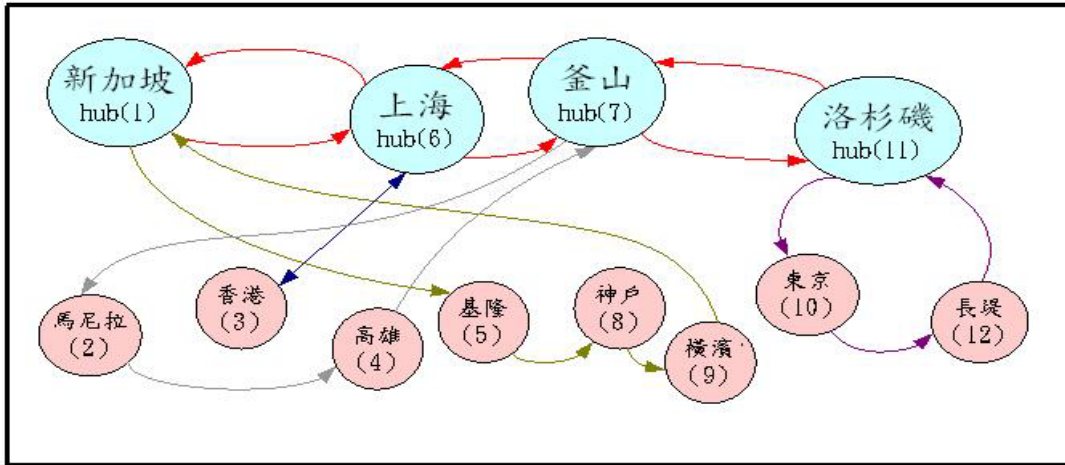 新加坡
hub(1)
上海
hub(6)
釜山
hub(7)
洛杉磯
hub(11)
馬尼拉
(2)
香港
(3)
高雄
(4)
基隆
(5)
神戶
(8)
橫濱
(9)
東京
(10)
長堤
(12)